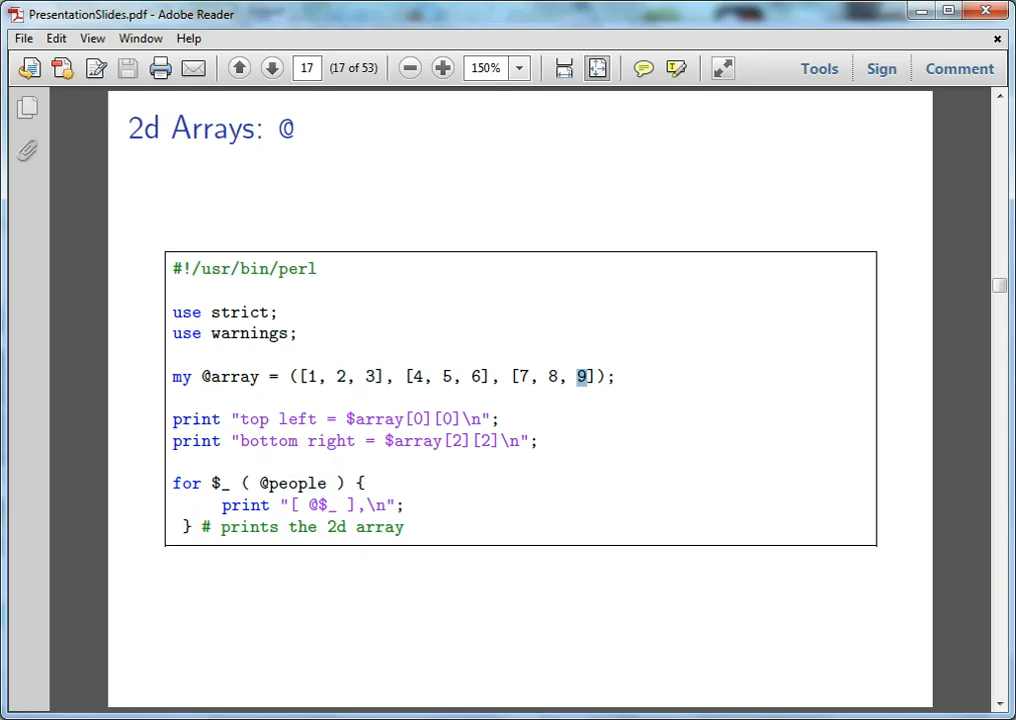 PresentationSlides.pdf - Adobe Reader
File Edit View Window Help
17 (17 of 53) 150% Tools Sign Comment
2d Arrays: @
#!/usr/bin/perl
use strict;
use warnings;
my @array = ([1, 2, 3], [4, 5, 6], [7, 8, 9]);
print "top left = $array[0][0]\n";
print "bottom right = $array[2][2]\n";
for $_ ( @people ) {
print "[ @$_ ],\n";
} # prints the 2d array